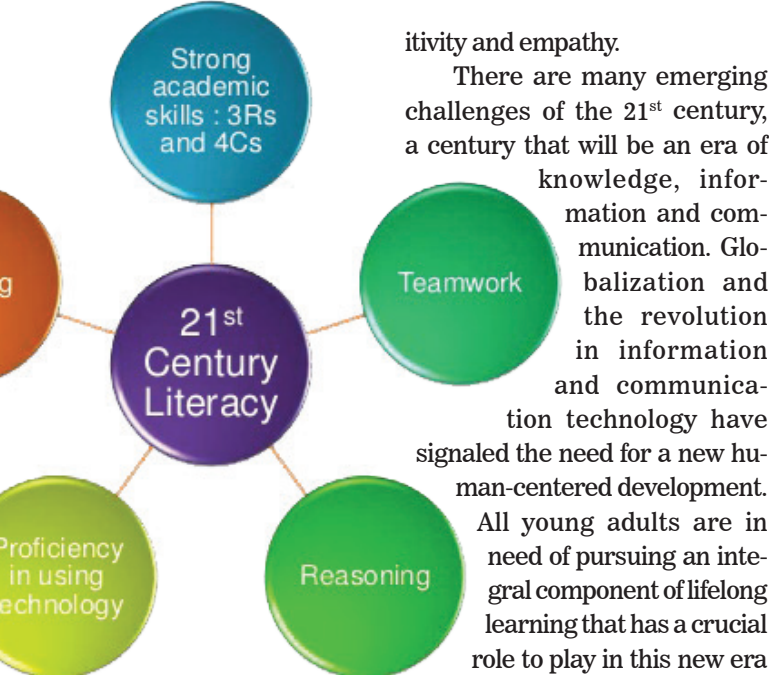 Strong
academic
skills : 3Rs
and 4Cs
Teamwork
21st
Century
Literacy
g
Proficiency
in using
echnology
Reasoning
itivity and empathy.
There are many emerging
challenges of the 21st century,
a century that will be an era of
knowledge, infor-
mation and com-
munication. Glo-
balization and
the revolution
in information
and communica-
tion technology have
signaled the need for a new hu-
man-centered development.
All young adults are in
need of pursuing an inte-
gral component of lifelong
learning that has a crucial
role to play in this new era